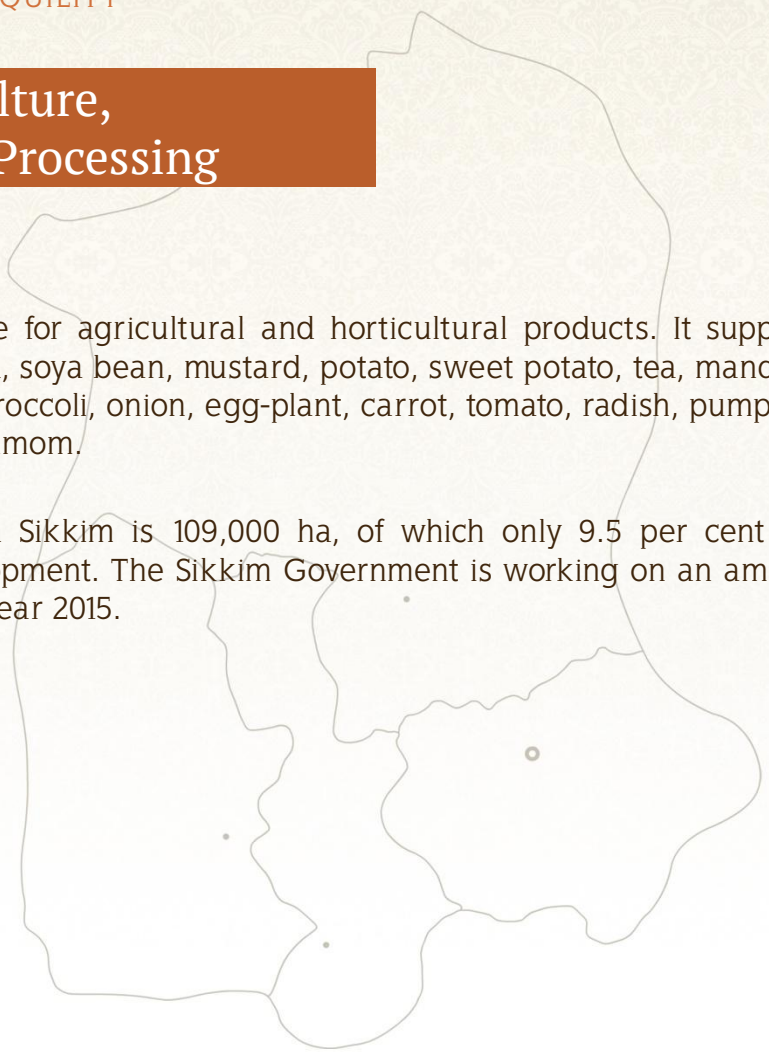 QUILITY
lture,
Processing
e for agricultural and horticultural products. It supp
, soya bean, mustard, potato, sweet potato, tea, mand
roccoli, onion, egg-plant, carrot, tomato, radish, pump
mom.
Sikkim is 109,000 ha, of which only 9.5 per cent
opment. The Sikkim Government is working on an am
ear 2015.